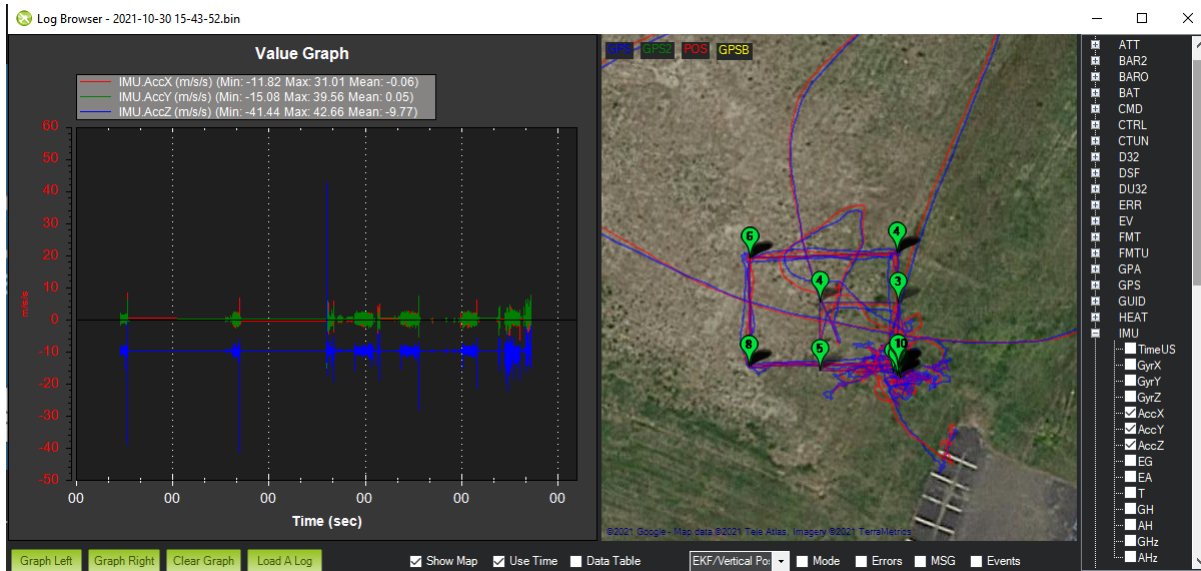 Log Browser - 2021-10-30 15-43-52.bin
Value Graph
IMU.AccX (m/s/s) (Min: -11.82 Max: 31.01 Mean: -0.06)
IMU.AccY (m/s/s) (Min: -15.08 Max: 39.56 Mean: 0.05)
IMU.AccZ (m/s/s) (Min: -41.44 Max: 42.66 Mean: -9.77)
60
50
40
30
20
10
0
-10
-20
-30
-40
-50
m/s/s
00 00 00 00 00 00
Time (sec)
GPS GPS2 POS GPSB
6
4
4
3
8
5
10
©2021 Google - Map data ©2021 Tele Atlas, Imagery ©2021 TerraMetrics
ATT
BAR2
BARO
BAT
CMD
CTRL
CTUN
D32
DSF
DU32
ERR
EV
FMT
FMTU
GPA
GPS
GUID
HEAT
IMU
TimeUS
GyrX
GyrY
GyrZ
AccX
AccY
AccZ
EG
EA
T
GH
AH
GHz
AHz
Graph Left Graph Right Clear Graph Load A Log Show Map Use Time Data Table EKF/Vertical Po Mode Errors MSG Events